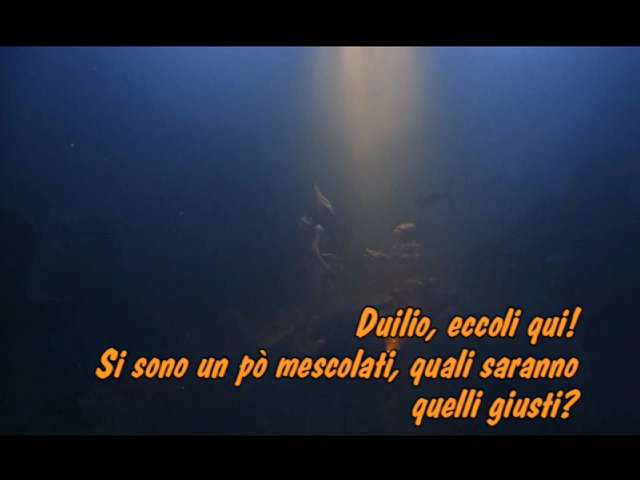 Duilio, eccoli qui!
Si sono un pò mescolati, quali saranno
quelli giusti?